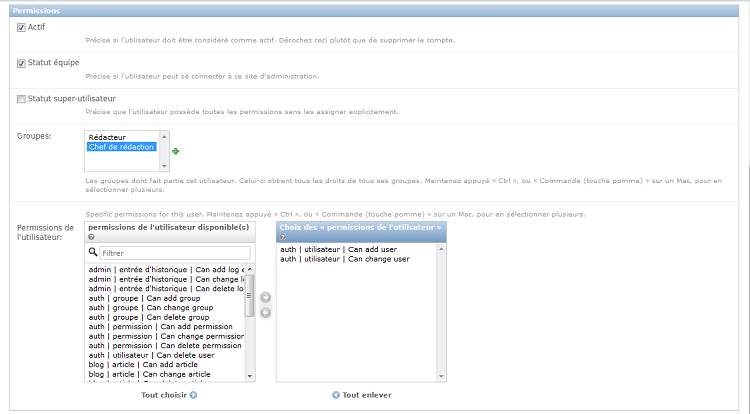 Permissions
Actif
Précise si l'utilisateur doit être considéré comme actif. Décochez ceci plutôt que de supprimer le compte.
Statut équipe
Précise si l'utilisateur peut se connecter à ce site d'administration.
Statut super-utilisateur
Précise que l'utilisateur possède toutes les permissions sans les assigner explicitement.
Groupes:
Rédacteur
Chef de rédaction
Les groupes dont fait partie cet utilisateur. Celui-ci obtient tous les droits de tous ses groupes. Maintenez appuyé « Ctrl », ou « Commande (touche pomme) » sur un Mac, pour en
sélectionner plusieurs.
Specific permissions for this user. Maintenez appuyé « Ctrl », ou « Commande (touche pomme) » sur un Mac, pour en sélectionner plusieurs.
Permissions de
l'utilisateur:
permissions de l'utilisateur disponible(s)
Filtrer
admin | entrée d'historique | Can add log
admin | entrée d'historique | Can change
admin | entrée d'historique | Can delete
auth | groupe | Can add group
auth | groupe | Can change group
auth | groupe | Can delete group
auth | permission | Can add permission
auth | permission | Can change permission
auth | permission | Can delete permission
auth | utilisateur | Can delete user
blog | article | Can add article
blog | article | Can change article
Tout choisir
Choix des « permissions de l'utilisateur »
auth | utilisateur | Can add user
auth | utilisateur | Can change user
Tout enlever